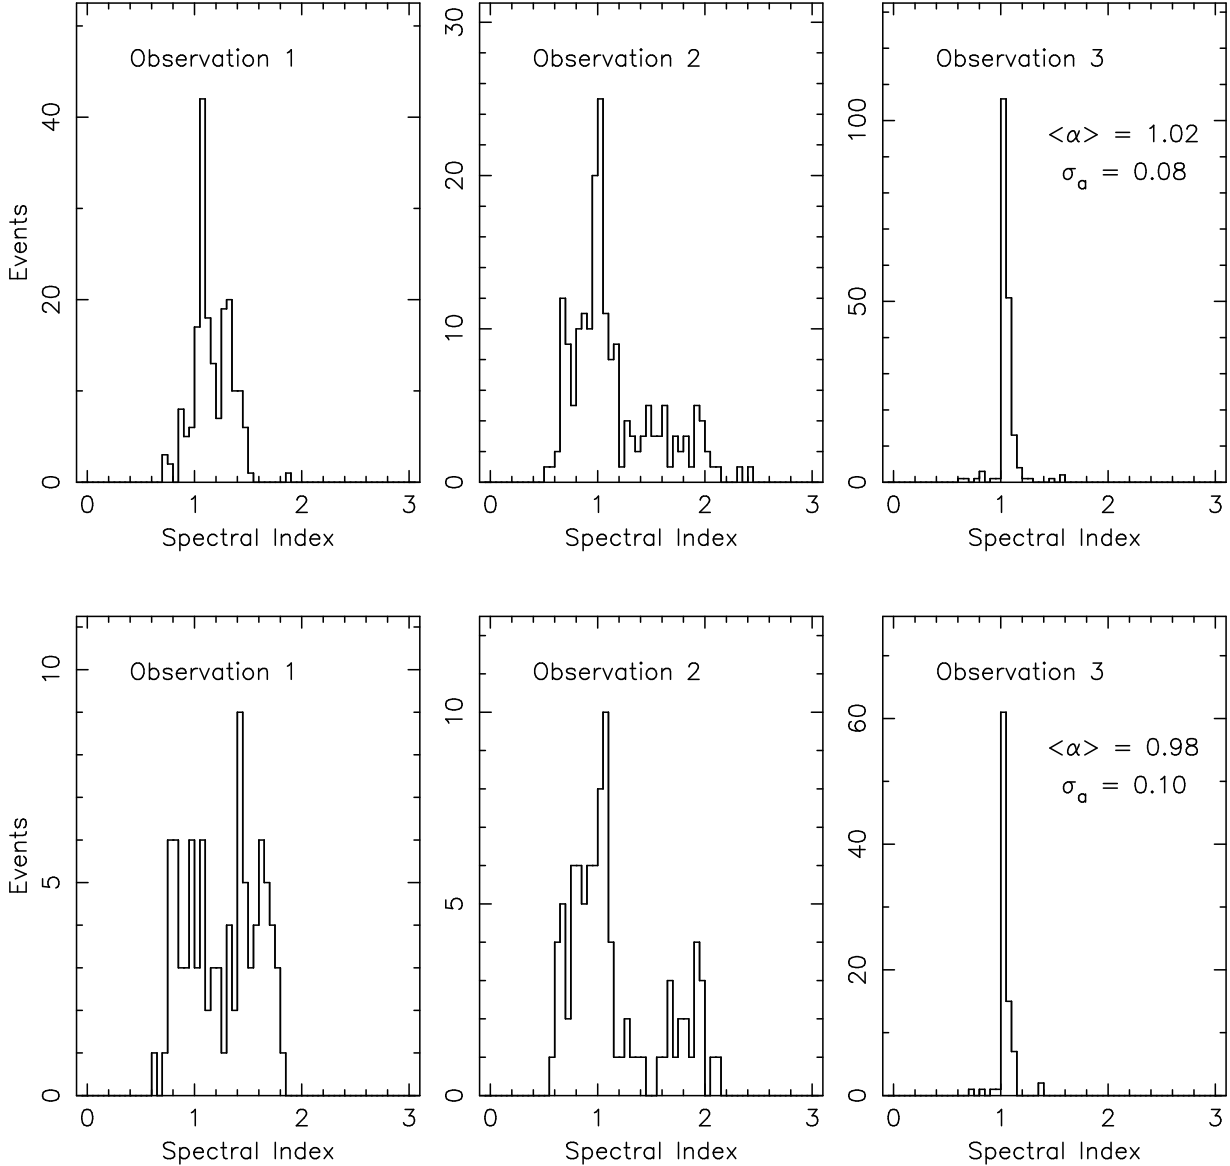 Observation 1
Events
0
20
40
0 1 2 3
Spectral Index
Observation 2
0
10
20
30
0 1 2 3
Spectral Index
Observation 3
<α> = 1.02
σa = 0.08
0
50
100
0 1 2 3
Spectral Index
Observation 1
Events
0
5
10
0 1 2 3
Spectral Index
Observation 2
0
5
10
0 1 2 3
Spectral Index
Observation 3
<α> = 0.98
σa = 0.10
0
20
40
60
0 1 2 3
Spectral Index